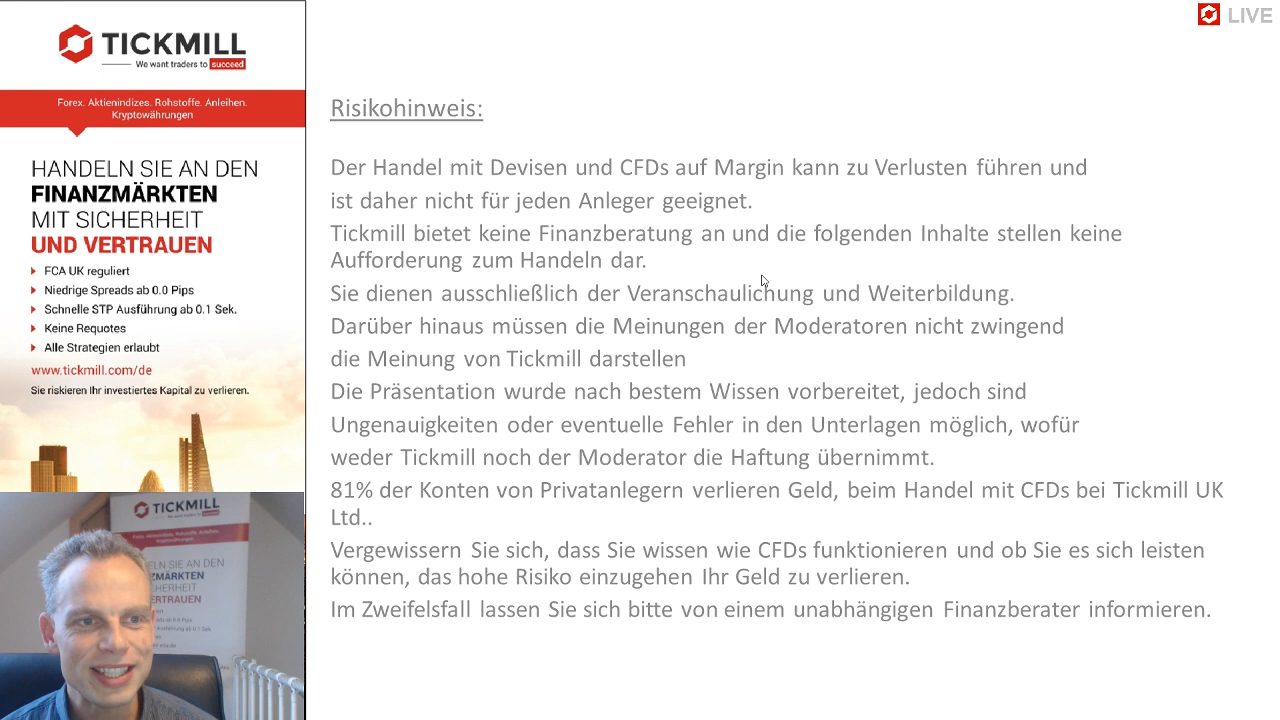 TICKMILL
We want traders to succeed
Forex. Aktienindizes. Rohstoffe. Anleihen.
Kryptowährungen
HANDELN SIE AN DEN
FINANZMÄRKTEN
MIT SICHERHEIT
UND VERTRAUEN
FCA UK reguliert
Niedrige Spreads ab 0.0 Pips
Schnelle STP Ausführung ab 0.1 Sek.
Keine Requotes
Alle Strategien erlaubt
www.tickmill.com/de
Sie riskieren Ihr investiertes Kapital zu verlieren.
LIVE
Risikohinweis:
Der Handel mit Devisen und CFDs auf Margin kann zu Verlusten führen und
ist daher nicht für jeden Anleger geeignet.
Tickmill bietet keine Finanzberatung an und die folgenden Inhalte stellen keine
Aufforderung zum Handeln dar.
Sie dienen ausschließlich der Veranschaulichung und Weiterbildung.
Darüber hinaus müssen die Meinungen der Moderatoren nicht zwingend
die Meinung von Tickmill darstellen
Die Präsentation wurde nach bestem Wissen vorbereitet, jedoch sind
Ungenauigkeiten oder eventuelle Fehler in den Unterlagen möglich, wofür
weder Tickmill noch der Moderator die Haftung übernimmt.
81% der Konten von Privatanlegern verlieren Geld, beim Handel mit CFDs bei Tickmill UK
Ltd..
Vergewissern Sie sich, dass Sie wissen wie CFDs funktionieren und ob Sie es sich leisten
können, das hohe Risiko einzugehen Ihr Geld zu verlieren.
Im Zweifelsfall lassen Sie sich bitte von einem unabhängigen Finanzberater informieren.
TICKMILL
ELN SIE AN DEN
NZMÄRKTEN
SICHERHEIT
ERTRAUEN